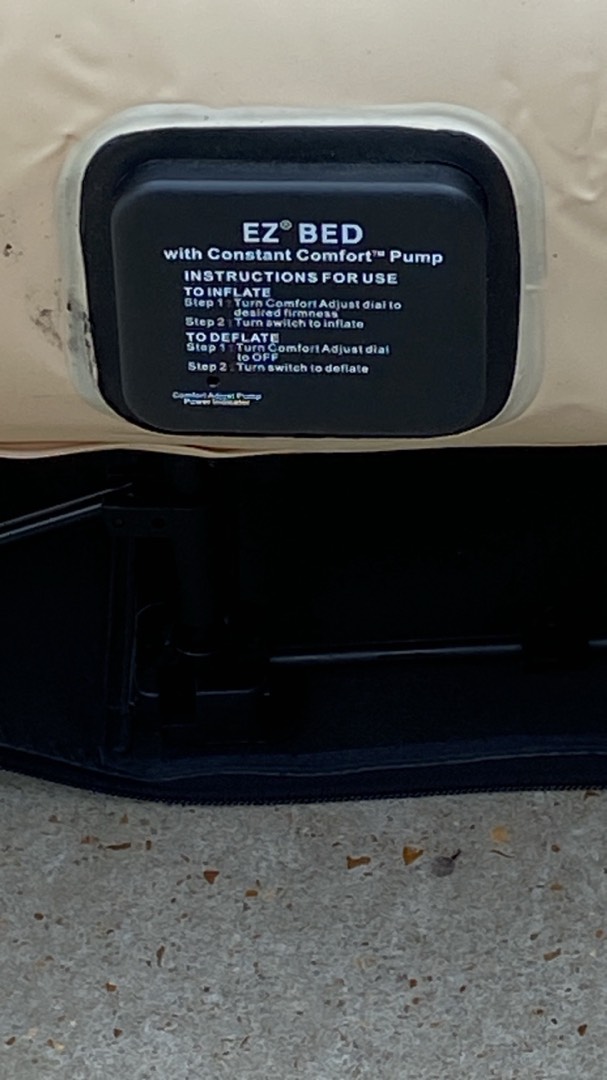 EZ® BED
with Constant Comfort™ Pump
INSTRUCTIONS FOR USE
TO INFLATE
Step 1 : Turn Comfort Adjust dial to
desired firmness
Step 2 : Turn switch to inflate
TO DEFLATE
Step 1 : Turn Comfort Adjust dial
to OFF
Step 2 : Turn switch to deflate
Comfort Adjust Pump
Power Indicator